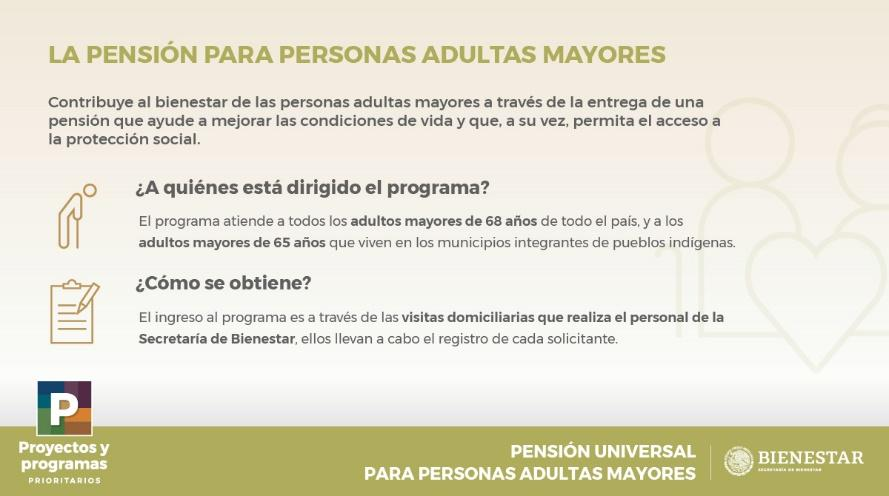 LA PENSIÓN PARA PERSONAS ADULTAS MAYORES
Contribuye al bienestar de las personas adultas mayores a través de la entrega de una
pensión que ayude a mejorar las condiciones de vida y que, a su vez, permita el acceso a
la protección social.
¿A quiénes está dirigido el programa?
El programa atiende a todos los adultos mayores de 68 años de todo el país, y a los
adultos mayores de 65 años que viven en los municipios integrantes de pueblos indígenas.
¿Cómo se obtiene?
El ingreso al programa es a través de las visitas domiciliarias que realiza el personal de la
Secretaría de Bienestar, ellos llevan a cabo el registro de cada solicitante.
P
Proyectos y
programas
PRIORITARIOS
PENSIÓN UNIVERSAL
PARA PERSONAS ADULTAS MAYORES
BIENESTAR
SECRETARÍA DE BIENESTAR